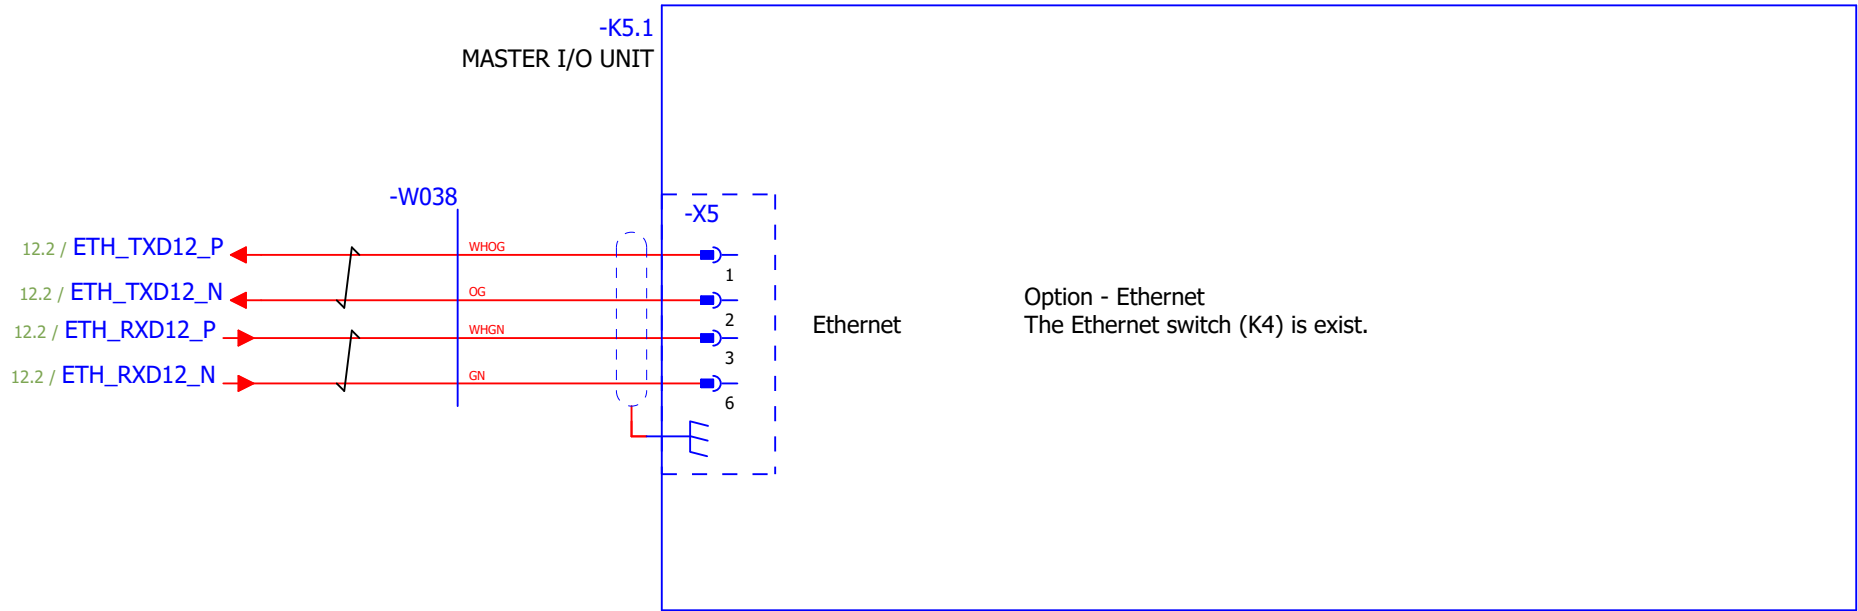 -K5.1
MASTER I/O UNIT
-W038
-X5
12.2 / ETH_TXD12_P
WHOG
1
12.2 / ETH_TXD12_N
OG
2
12.2 / ETH_RXD12_P
WHGN
3
12.2 / ETH_RXD12_N
GN
6
Ethernet
Option - Ethernet
The Ethernet switch (K4) is exist.